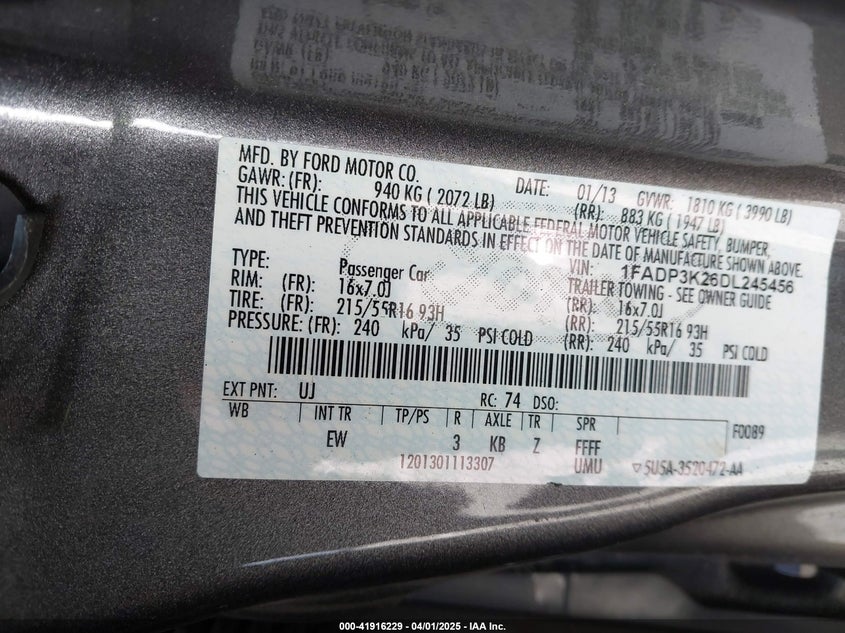 MFD. BY FORD MOTOR CO. DATE: 01/13 GVWR: 1810 KG ( 3990 LB)
GAWR: (FR): 940 KG ( 2072 LB) (RR): 883 KG ( 1947 LB)
THIS VEHICLE CONFORMS TO ALL APPLICABLE FEDERAL MOTOR VEHICLE SAFETY, BUMPER,
AND THEFT PREVENTION STANDARDS IN EFFECT ON THE DATE OF MANUFACTURE SHOWN ABOVE.
VIN: 1FADP3K26DL245456
TYPE: Passenger Car TRAILER TOWING - SEE OWNER GUIDE
RIM: (FR): 16x7.0J (RR): 16x7.0J
TIRE: (FR): 215/55R16 93H (RR): 215/55R16 93H
PRESSURE: (FR): 240 kPa/ 35 PSI COLD (RR): 240 kPa/ 35 PSI COLD
EXT PNT: UJ RC: 74 DSO:
WB INT TR TP/PS R AXLE TR SPR F0089
EW 3 KB Z FFFF
1201301113307 UMU ▽ 5U5A-3520472-AA
000-41916229 - 04/01/2025 - IAA Inc.